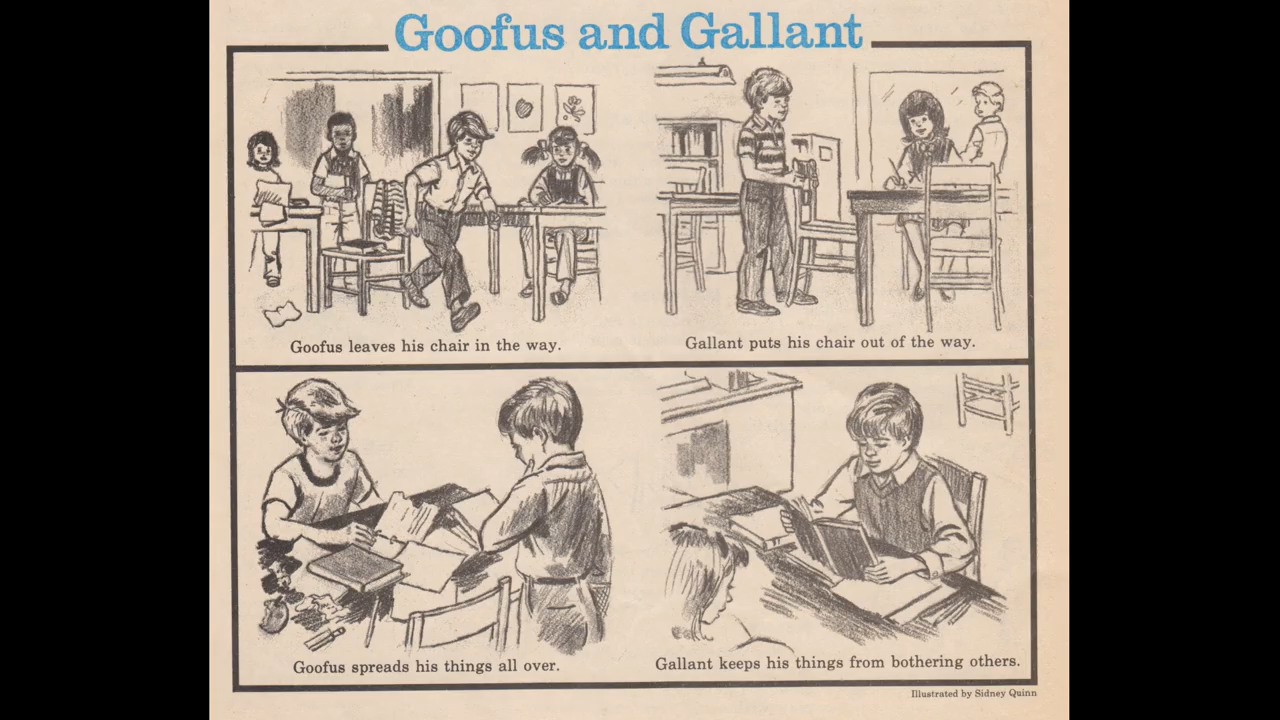 Goofus and Gallant
Goofus leaves his chair in the way.
Gallant puts his chair out of the way.
Goofus spreads his things all over.
Gallant keeps his things from bothering others.
Illustrated by Sidney Quinn